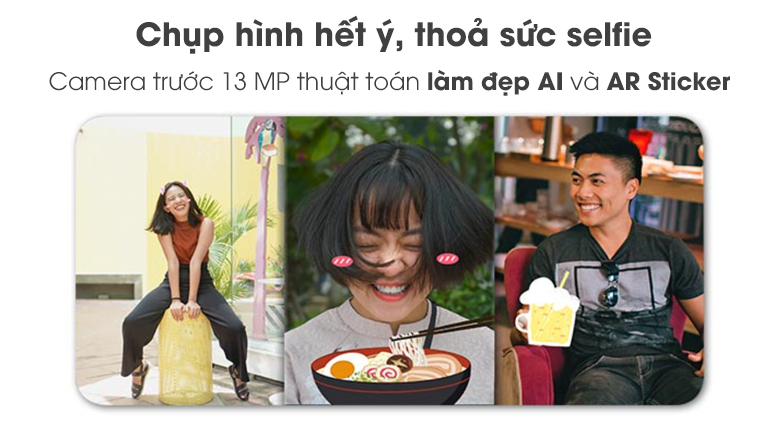 Chụp hình hết ý, thoả sức selfie
Camera trước 13 MP thuật toán làm đẹp AI và AR Sticker